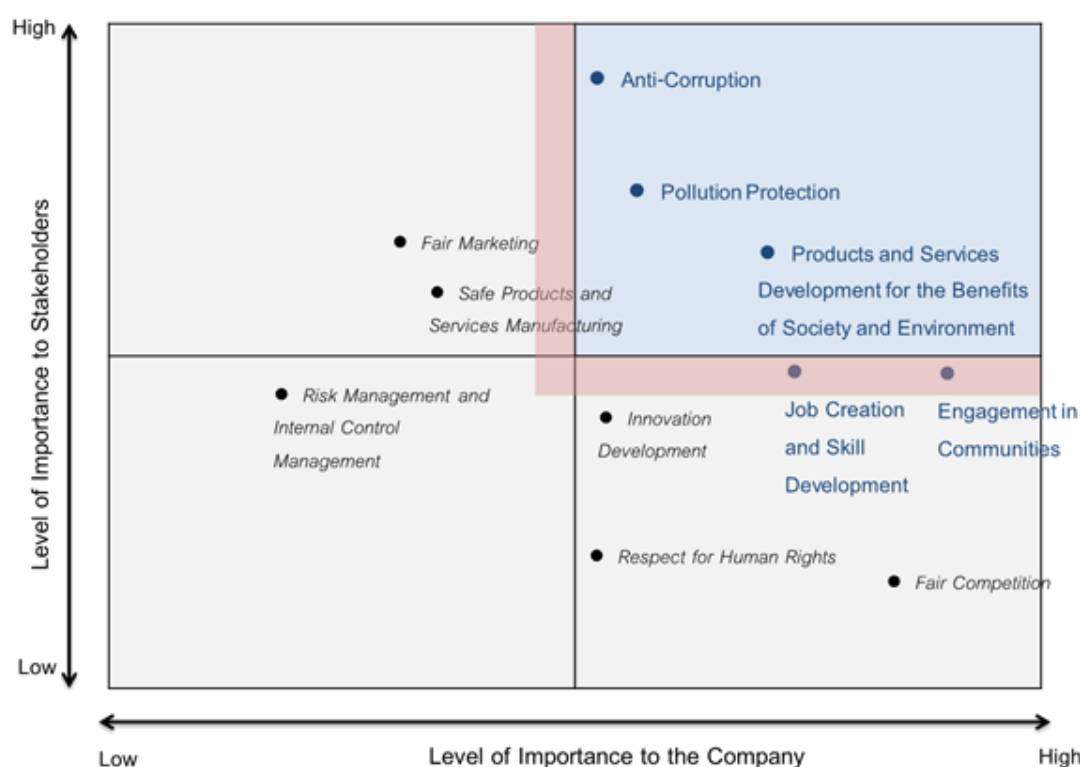 High
Anti-Corruption
Pollution Protection
Fair Marketing
Products and Services
Development for the Benefits
of Society and Environment
Safe Products and
Services Manufacturing
Level of Importance to Stakeholders
Risk Management and
Internal Control
Management
Innovation
Development
Job Creation
and Skill
Development
Engagement in
Communities
Respect for Human Rights
Fair Competition
Low
Low
Level of Importance to the Company
High